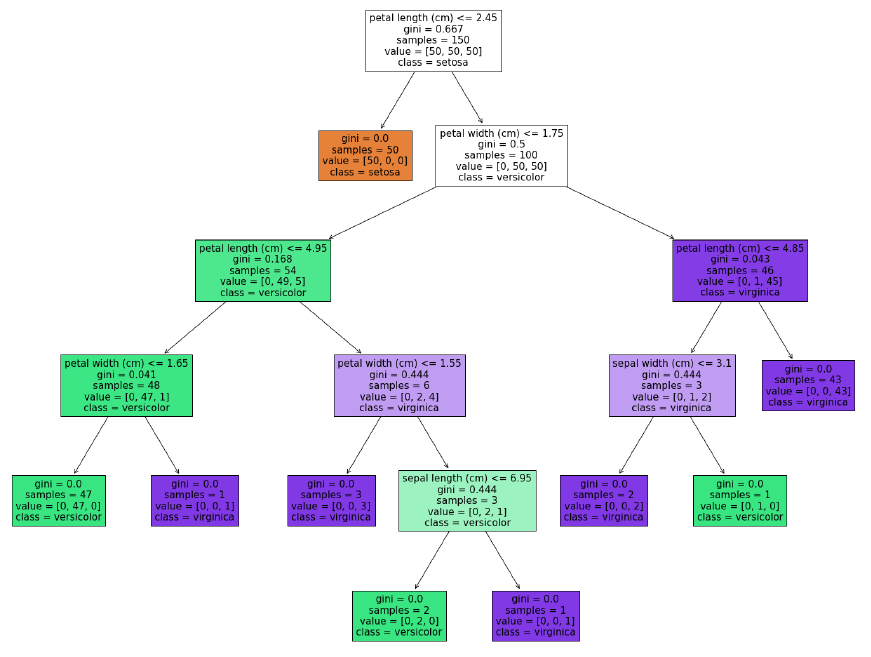 petal length (cm) <= 2.45
gini = 0.667
samples = 150
value = [50, 50, 50]
class = setosa
gini = 0.0
samples = 50
value = [50, 0, 0]
class = setosa
petal width (cm) <= 1.75
gini = 0.5
samples = 100
value = [0, 50, 50]
class = versicolor
petal length (cm) <= 4.95
gini = 0.168
samples = 54
value = [0, 49, 5]
class = versicolor
petal length (cm) <= 4.85
gini = 0.043
samples = 46
value = [0, 1, 45]
class = virginica
petal width (cm) <= 1.65
gini = 0.041
samples = 48
value = [0, 47, 1]
class = versicolor
petal width (cm) <= 1.55
gini = 0.444
samples = 6
value = [0, 2, 4]
class = virginica
sepal width (cm) <= 3.1
gini = 0.444
samples = 3
value = [0, 1, 2]
class = virginica
gini = 0.0
samples = 43
value = [0, 0, 43]
class = virginica
gini = 0.0
samples = 47
value = [0, 47, 0]
class = versicolor
gini = 0.0
samples = 1
value = [0, 0, 1]
class = virginica
gini = 0.0
samples = 3
value = [0, 0, 3]
class = virginica
sepal length (cm) <= 6.95
gini = 0.444
samples = 3
value = [0, 2, 1]
class = versicolor
gini = 0.0
samples = 2
value = [0, 0, 2]
class = virginica
gini = 0.0
samples = 1
value = [0, 1, 0]
class = versicolor
gini = 0.0
samples = 2
value = [0, 2, 0]
class = versicolor
gini = 0.0
samples = 1
value = [0, 0, 1]
class = virginica